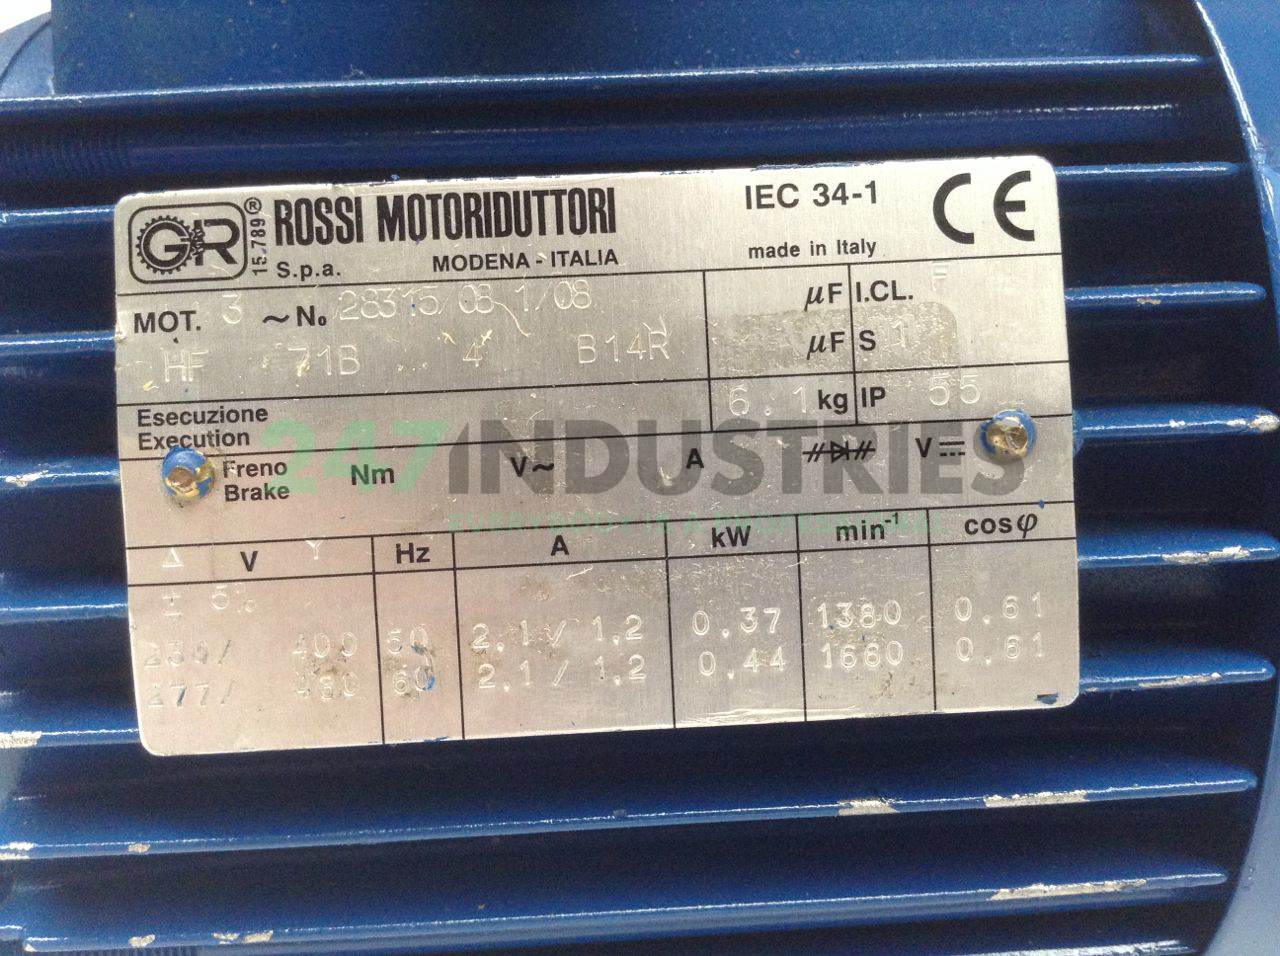 GR ® 15.789 ROSSI MOTORIDUTTORI IEC 34-1 CE
S.p.a. MODENA - ITALIA made in Italy
MOT. 3 ~ No 28315/08 1/08 µF I.CL. F
HF 71B 4 B14R µF S 1
Esecuzione 6.1 kg IP 55
Execution
247INDUSTRIES
Freno Nm V~ A V
Brake
Δ V Y Hz A kW min-1 cosφ
± 5%
230/ 400 50 2,1 / 1,2 0,37 1380 0,61
277/ 480 60 2,1 / 1,2 0,44 1660 0,61